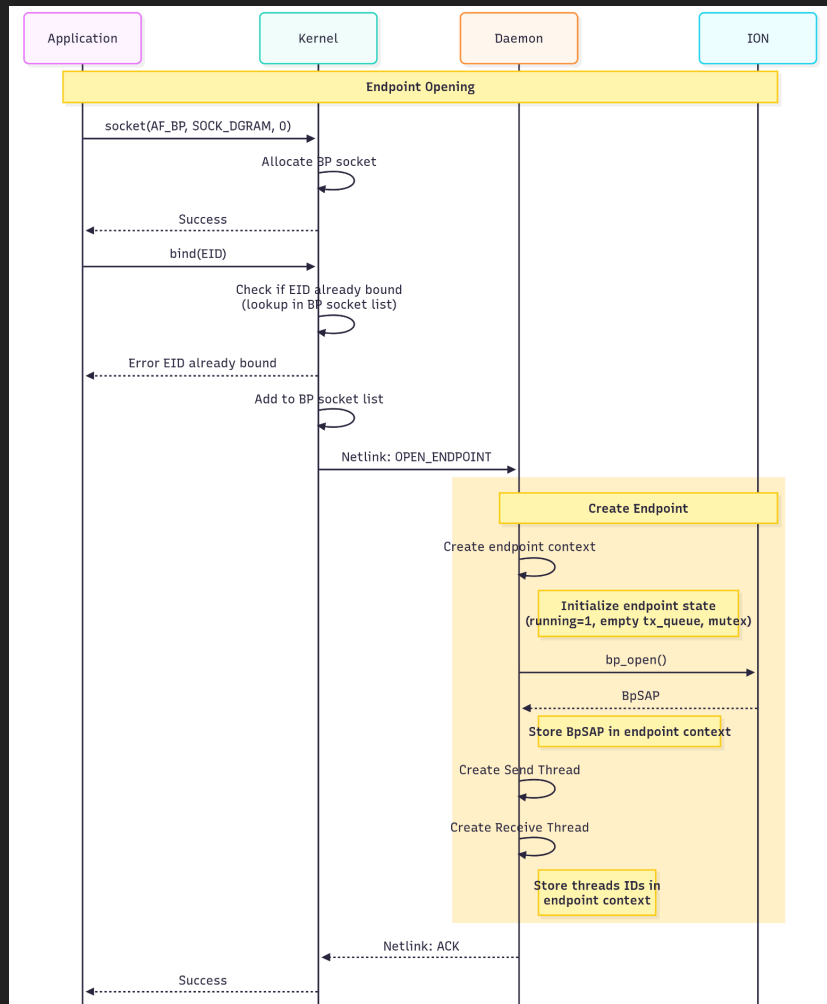 Application
Kernel
Daemon
ION
Endpoint Opening
socket(AF_BP, SOCK_DGRAM, 0)
Allocate BP socket
Success
bind(EID)
Check if EID already bound
(lookup in BP socket list)
Error EID already bound
Add to BP socket list
Netlink: OPEN_ENDPOINT
Create Endpoint
Create endpoint context
Initialize endpoint state
(running=1, empty tx_queue, mutex)
bp_open()
BpSAP
Store BpSAP in endpoint context
Create Send Thread
Create Receive Thread
Store threads IDs in
endpoint context
Netlink: ACK
Success